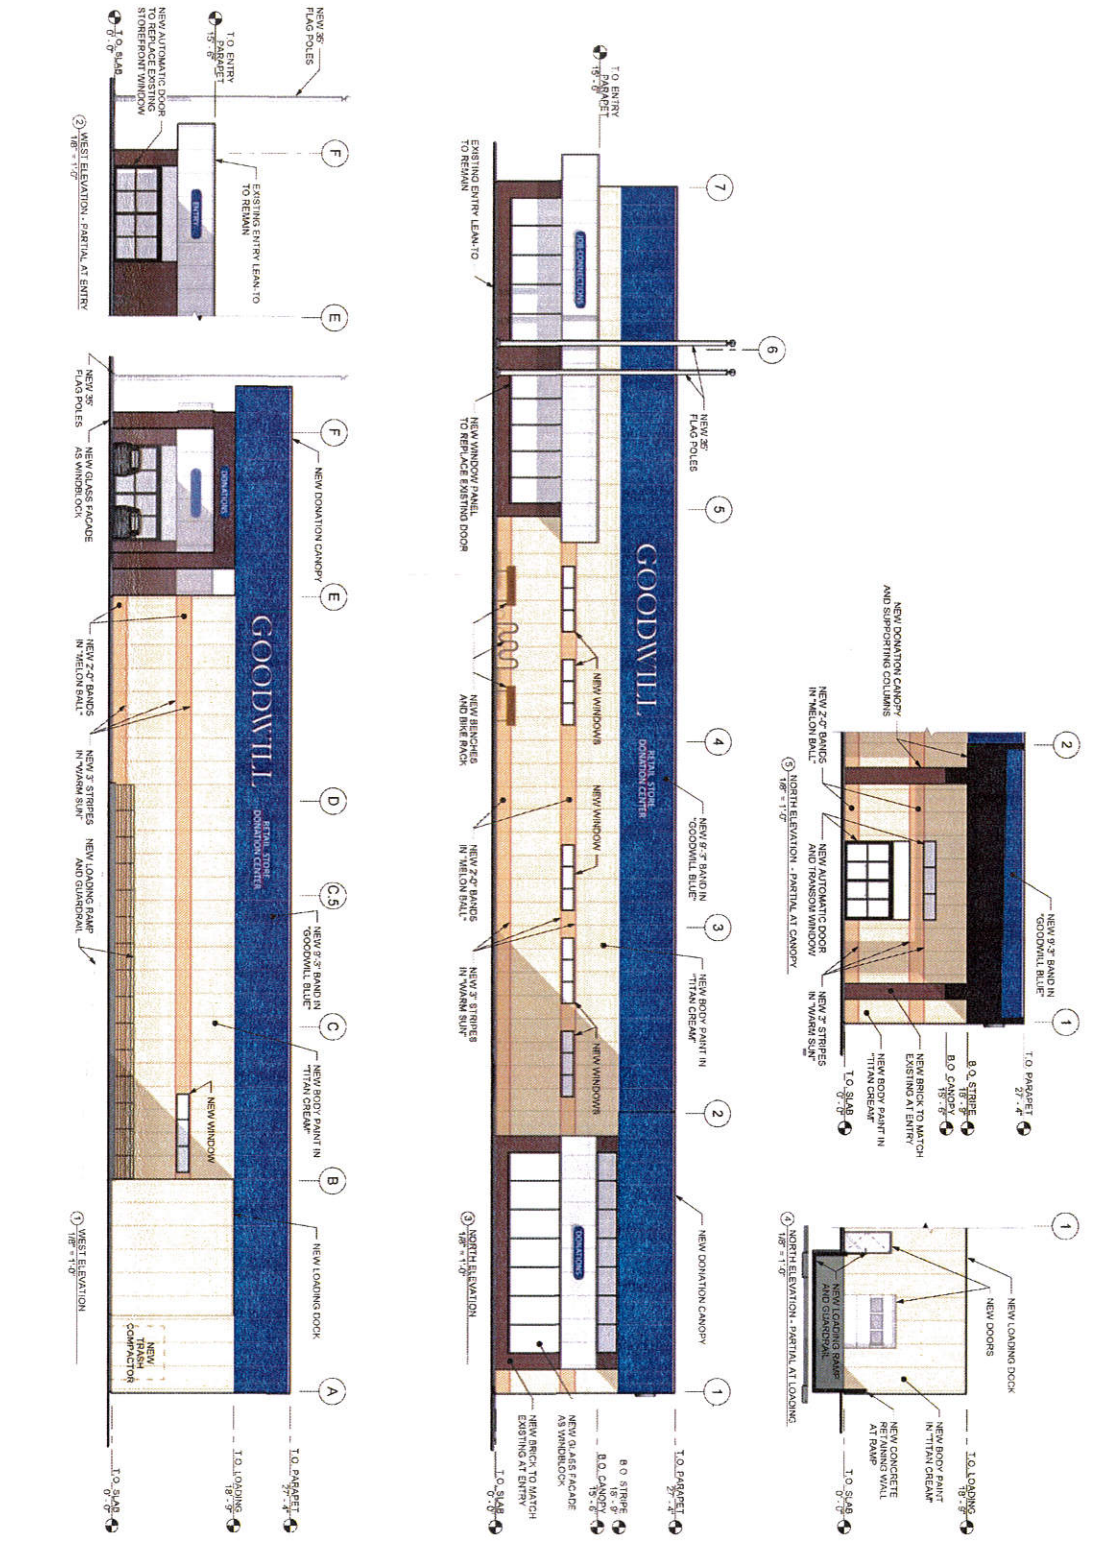 2
1
NEW DONATION CANOPY
AND SUPPORTING COLUMNS
NEW 9'-3" BAND IN
"GOODWILL BLUE"
T.O. PARAPET
27' - 4"
B.O. STRIPE
18' - 9"
B.O. CANOPY
15' - 6"
NEW BRICK TO MATCH
EXISTING AT ENTRY
NEW BODY PAINT IN
"TITAN CREAM"
T.O. SLAB
0' - 0"
NEW 2'-0" BANDS
IN "MELON BALL"
NEW AUTOMATIC DOOR
AND TRANSOM WINDOW
NEW 3" STRIPES
IN "WARM SUN"
5 NORTH ELEVATION - PARTIAL AT CANOPY
1/8" = 1'-0"
1
NEW LOADING DOCK
NEW DOORS
T.O. LOADING
18' - 9"
NEW BODY PAINT
IN "TITAN CREAM"
NEW CONCRETE
RETAINING WALL
AT RAMP
NEW LOADING RAMP
AND GUARDRAIL
T.O. SLAB
0' - 0"
4 NORTH ELEVATION - PARTIAL AT LOADING
1/8" = 1'-0"
7
6
5
4
3
2
1
T.O. ENTRY
PARAPET
15' - 6"
NEW 35'
FLAG POLES
NEW 9'-3" BAND IN
"GOODWILL BLUE"
NEW BODY PAINT IN
"TITAN CREAM"
NEW DONATION CANOPY
T.O. PARAPET
27' - 4"
GOODWILL
RETAIL STORE
DONATION CENTER
B.O. STRIPE
18' - 9"
B.O. CANOPY
15' - 6"
JOB CONNECTIONS
NEW WINDOWS
NEW WINDOW
NEW WINDOWS
DONATIONS
T.O. SLAB
0' - 0"
EXISTING ENTRY LEAN-TO
TO REMAIN
NEW WINDOW PANEL
TO REPLACE EXISTING DOOR
NEW BENCHES
AND BIKE RACK
NEW 2'-0" BANDS
IN "MELON BALL"
NEW 3" STRIPES
IN "WARM SUN"
NEW GLASS FACADE
AS WINDBLOCK
NEW BRICK TO MATCH
EXISTING AT ENTRY
3 NORTH ELEVATION
1/8" = 1'-0"
NEW 35'
FLAG POLES
F
E
T.O. ENTRY
PARAPET
15' - 6"
EXISTING ENTRY LEAN-TO
TO REMAIN
ENTRY
NEW AUTOMATIC DOOR
TO REPLACE EXISTING
STOREFRONT WINDOW
T.O. SLAB
0' - 0"
2 WEST ELEVATION - PARTIAL AT ENTRY
1/8" = 1'-0"
F
E
D
C.5
C
B
A
NEW DONATION CANOPY
NEW 9'-3" BAND IN
"GOODWILL BLUE"
NEW BODY PAINT IN
"TITAN CREAM"
NEW LOADING DOCK
T.O. PARAPET
27' - 4"
GOODWILL
RETAIL STORE
DONATION CENTER
DONATIONS
T.O. LOADING
18' - 9"
NEW WINDOW
NEW
TRASH
COMPACTOR
T.O. SLAB
0' - 0"
NEW 35'
FLAG POLES
NEW GLASS FACADE
AS WINDBLOCK
NEW 2'-0" BANDS
IN "MELON BALL"
NEW 3" STRIPES
IN "WARM SUN"
NEW LOADING RAMP
AND GUARDRAIL
1 WEST ELEVATION
1/8" = 1'-0"